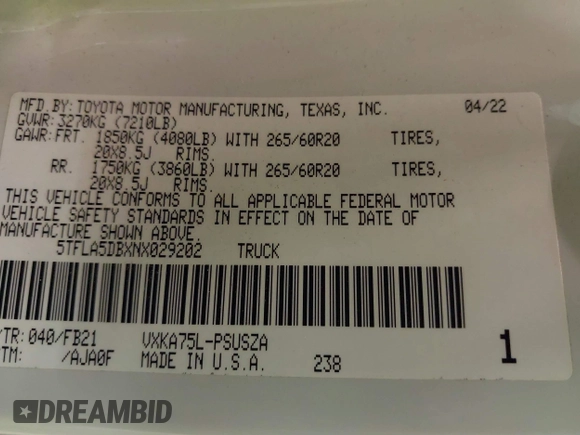 MFD.BY:TOYOTA MOTOR MANUFACTURING, TEXAS, INC. 04/22
GVWR:3270KG (7210LB)
GAWR:FRT. 1850KG (4080LB) WITH 265/60R20 TIRES,
20X8.5J RIMS.
RR. 1750KG (3860LB) WITH 265/60R20 TIRES,
20X8.5J RIMS.
THIS VEHICLE CONFORMS TO ALL APPLICABLE FEDERAL MOTOR
VEHICLE SAFETY STANDARDS IN EFFECT ON THE DATE OF
MANUFACTURE SHOWN ABOVE.
5TFLA5DBXNX029202 TRUCK
/TR:040/FB21 VXKA75L-PSUSZA 1
TM: /AJA0F MADE IN U.S.A. 238
DREAMBID